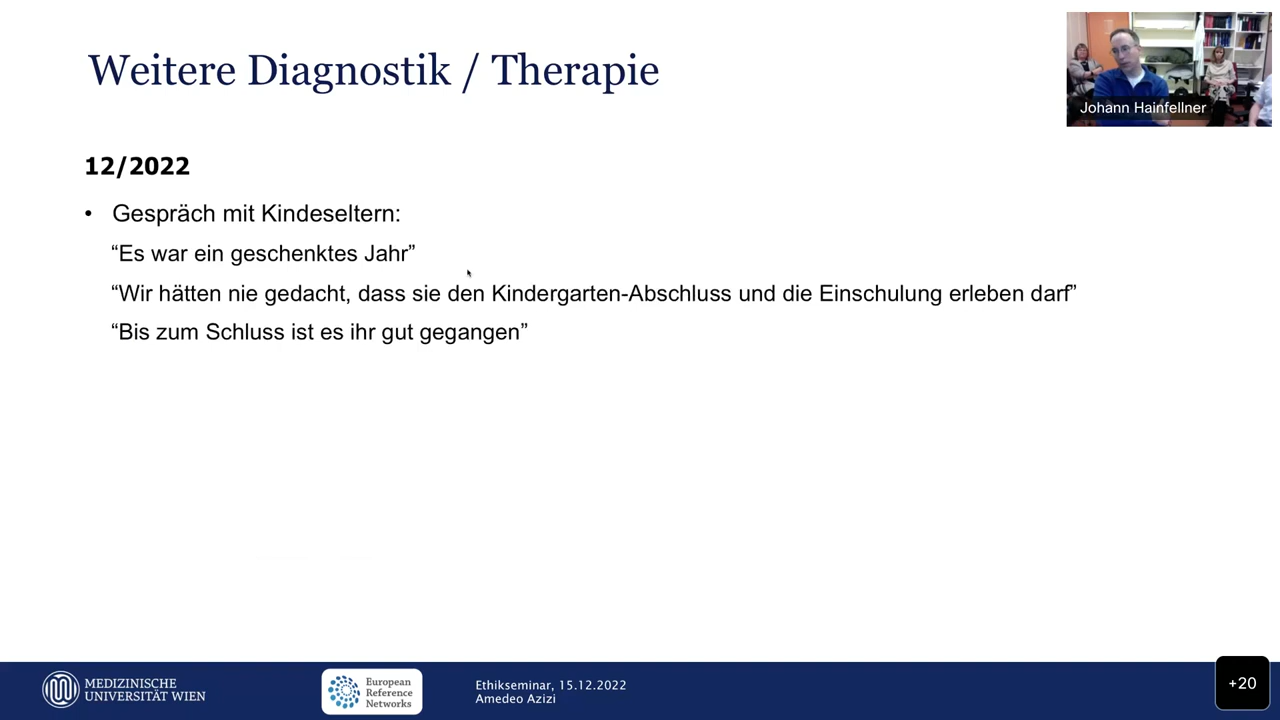 Weitere Diagnostik / Therapie
Johann Hainfellner
12/2022
• Gespräch mit Kindeseltern:
“Es war ein geschenktes Jahr”
“Wir hätten nie gedacht, dass sie den Kindergarten-Abschluss und die Einschulung erleben darf”
“Bis zum Schluss ist es ihr gut gegangen”
MEDIZINISCHE
UNIVERSITÄT WIEN
European
Reference
Networks
Ethikseminar, 15.12.2022
Amedeo Azizi
+20